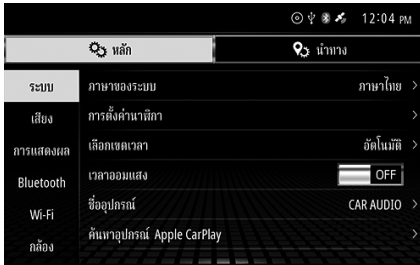 12:04 PM
หลัก
นำทาง
ระบบ
เสียง
การแสดงผล
Bluetooth
Wi-Fi
กล้อง
ภาษาของระบบ ภาษาไทย
การตั้งค่านาฬิกา
เลือกเขตเวลา อัตโนมัติ
เวลาออมแสง OFF
ชื่ออุปกรณ์ CAR AUDIO
ค้นหาอุปกรณ์ Apple CarPlay